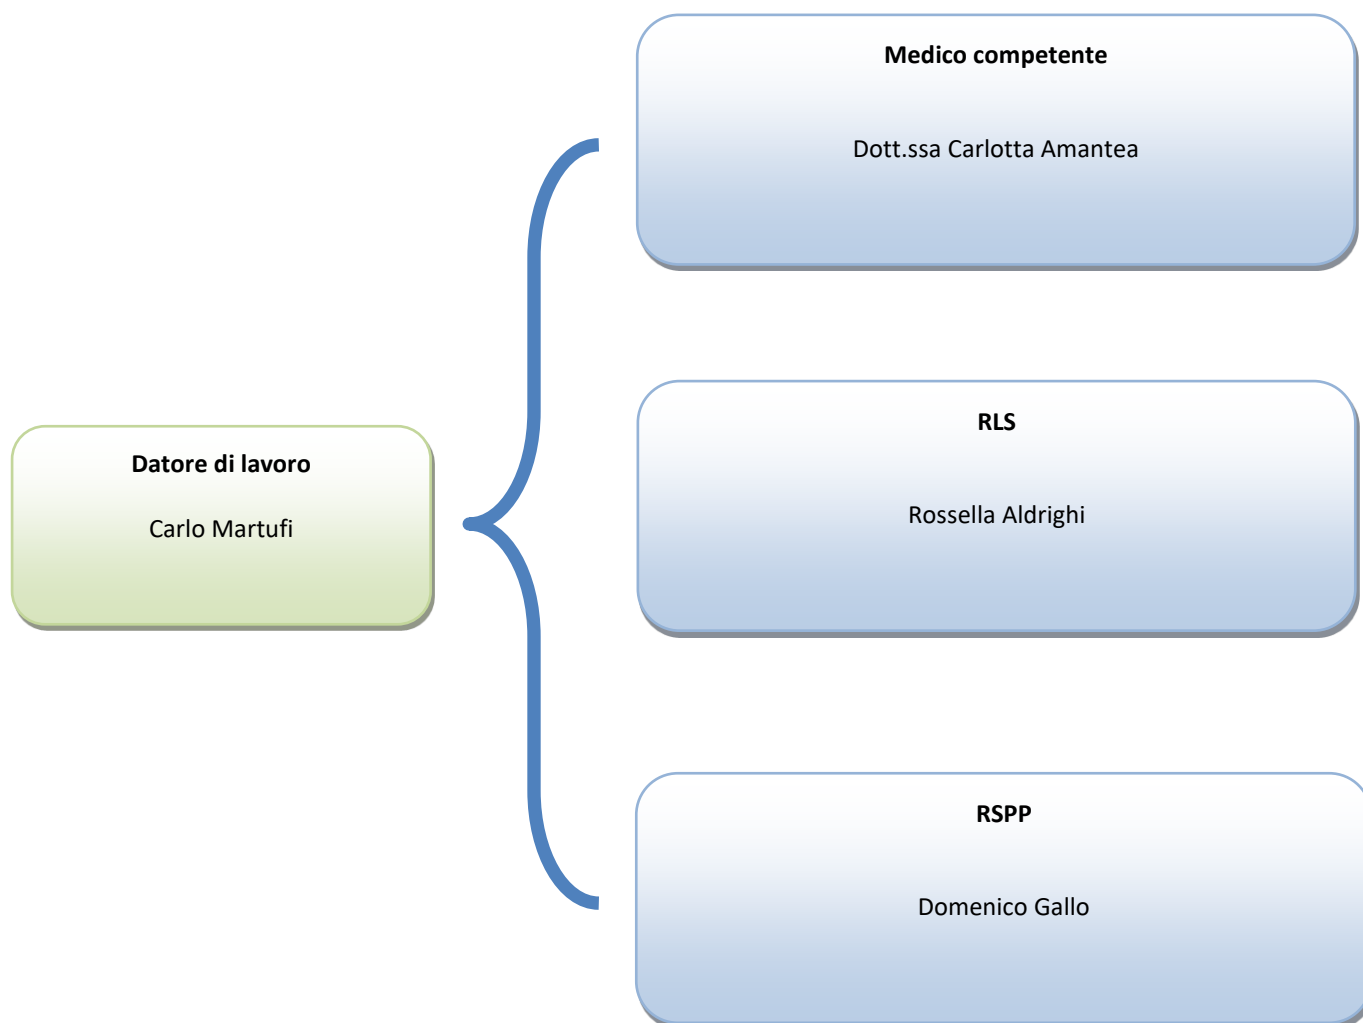 Medico competente
Dott.ssa Carlotta Amantea
RLS
Rossella Aldrighi
Datore di lavoro
Carlo Martufi
RSPP
Domenico Gallo